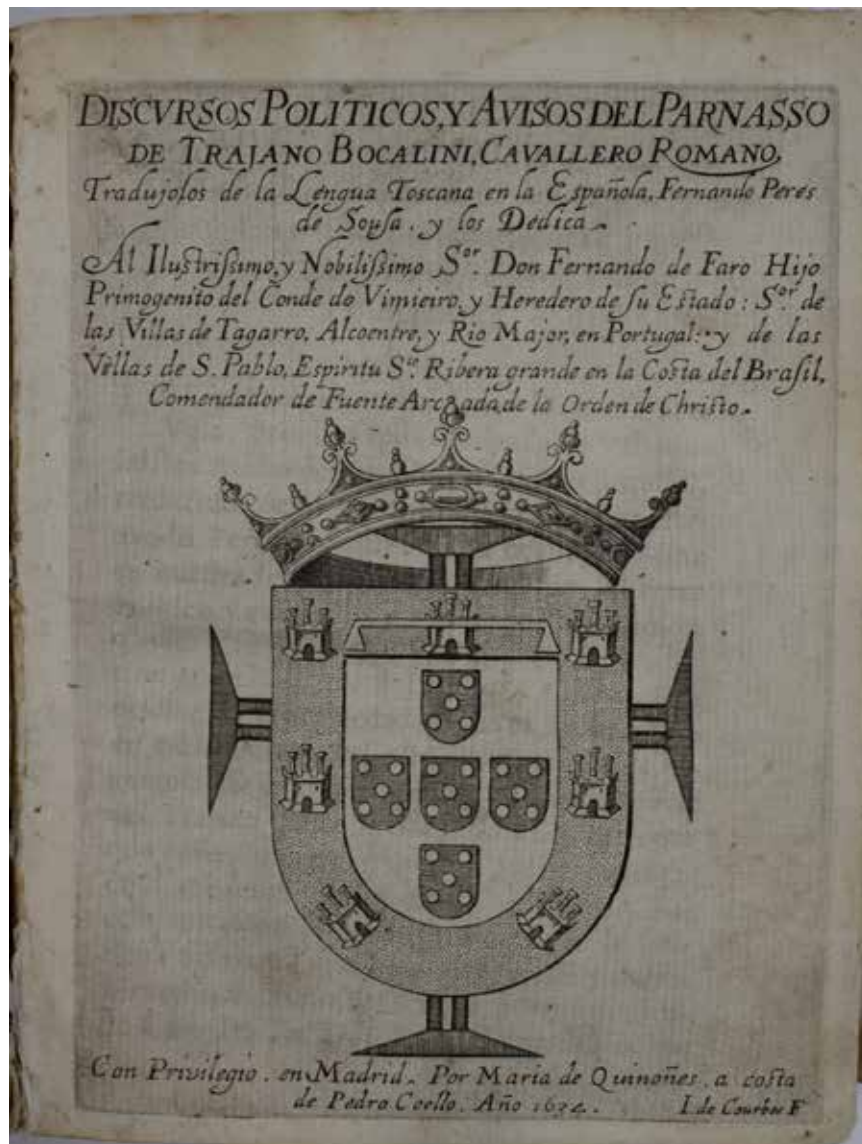 DISCVRSOS POLITICOS, Y AVISOS DEL PARNASSO
DE TRAJANO BOCALINI, CAVALLERO ROMANO,
Tradujolos de la Lengua Toscana en la Española, Fernando Peres
de Sousa, y los Dedica.
Al Ilustrissimo, y Nobilissimo Sor. Don Fernando de Faro Hijo
Primogenito del Conde do Vimieiro, y Heredero de su Estado: Sor. de
las Villas de Tagarro, Alcoentre, y Rio Major, en Portugal: y de las
Villas de S. Pablo, Espiritu Sto. Ribera grande en la Costa del Brasil,
Comendador de Fuente Arcada, de la Orden de Christo.
Con Privilegio. en Madrid. Por Maria de Quinoñes. a costa
de Pedro Coello. Año 1634.
I. de Courbes F